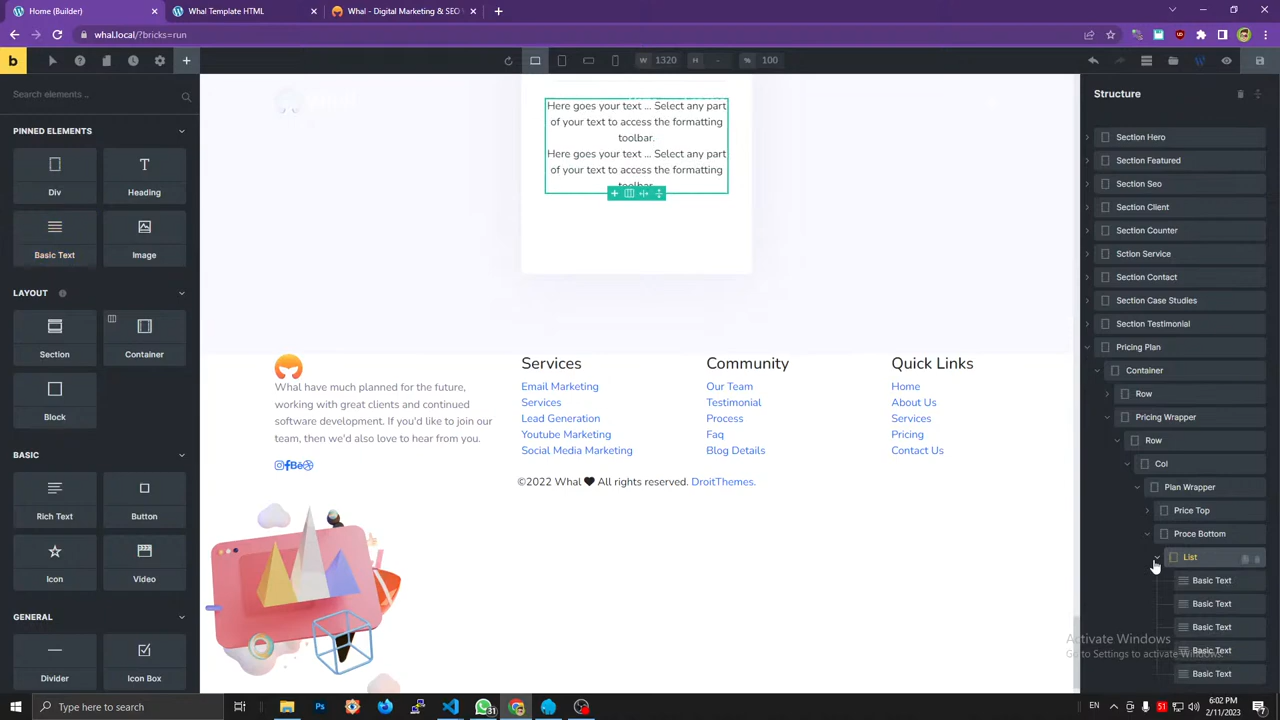 Home (Bricks)
Whal Template HTML
Whal - Digital Marketing & SEO
whal.local/?bricks=run
b
W 1320 H - % 100
Search elements ..
PINNED ELEMENTS
Div
Heading
Basic Text
Image
LAYOUT
Section
Container
Block
BASIC
Rich Text
Button
Icon
Video
GENERAL
Divider
Icon Box
Here goes your text ... Select any part
of your text to access the formatting
toolbar.
Here goes your text ... Select any part
of your text to access the formatting
toolbar.
Whal have much planned for the future,
working with great clients and continued
software development. If you'd like to join our
team, then we'd also love to hear from you.
Services
Email Marketing
Services
Lead Generation
Youtube Marketing
Social Media Marketing
Community
Our Team
Testimonial
Process
Faq
Blog Details
Quick Links
Home
About Us
Services
Pricing
Contact Us
©2022 Whal All rights reserved. DroitThemes.
Structure
Section Hero
Section Featured
Section Seo
Section Client
Section Counter
Sction Service
Section Contact
Section Case Studies
Section Testimonial
Pricing Plan
Container
Row
Pricing Wrapper
Row
Col
Plan Wrapper
Price Top
Proce Bottom
List
Basic Text
Basic Text
Basic Text
Basic Text
Basic Text
Activate Windows
Go to Settings to activate Windows.
Type here to search
31
EN
51
6:02 PM
2/11/2023